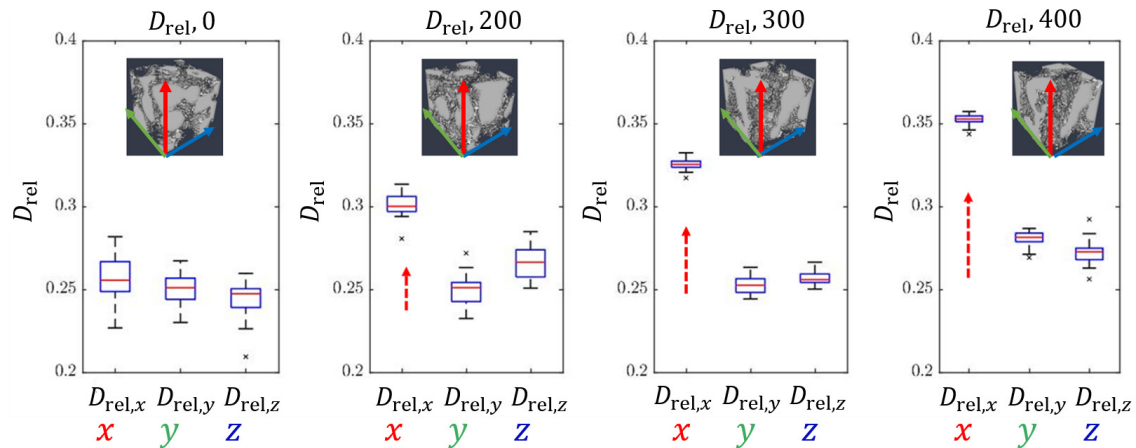 D_rel, 0
D_rel, 200
D_rel, 300
D_rel, 400
D_rel
0.4
0.35
0.3
0.25
0.2
D_rel,x D_rel,y D_rel,z
x y z
D_rel
0.4
0.35
0.3
0.25
0.2
D_rel,x D_rel,y D_rel,z
x y z
D_rel
0.4
0.35
0.3
0.25
0.2
D_rel,x D_rel,y D_rel,z
x y z
D_rel
0.4
0.35
0.3
0.25
0.2
D_rel,x D_rel,y D_rel,z
x y z